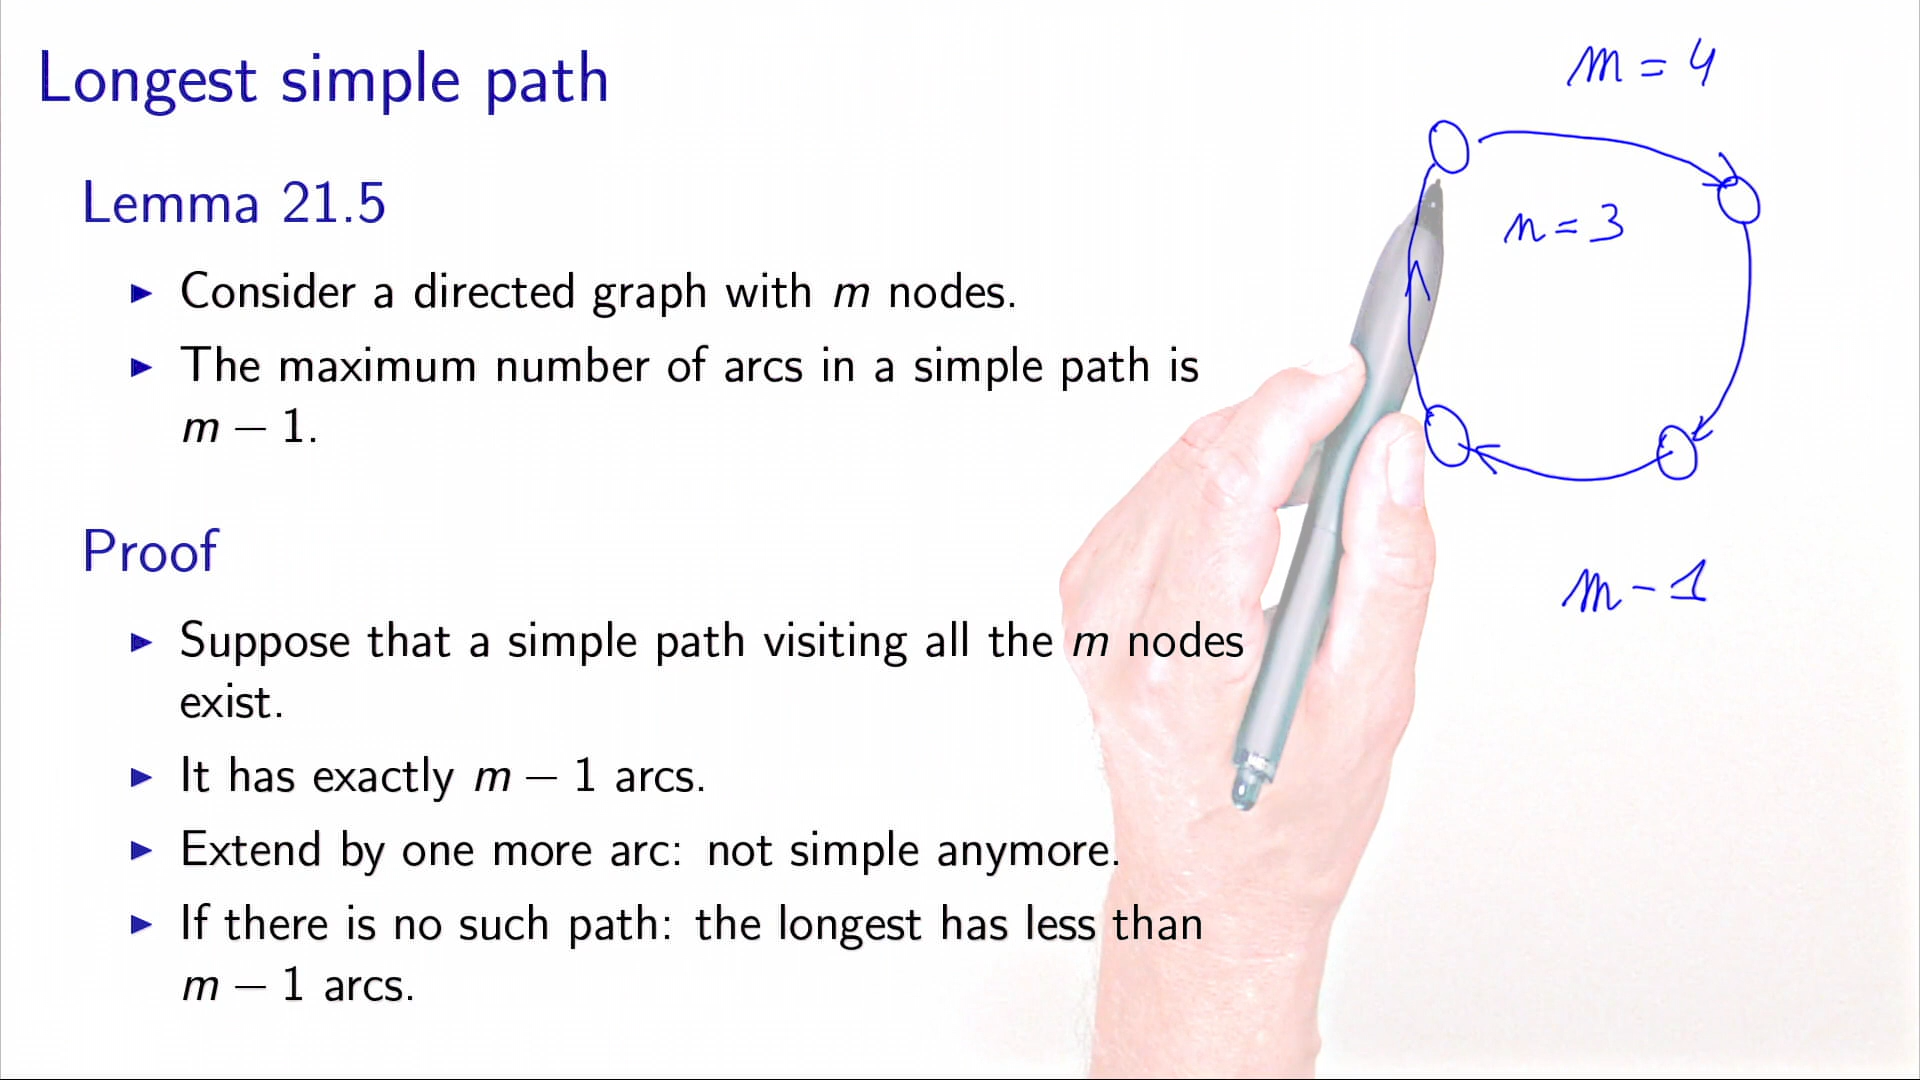 Longest simple path
Lemma 21.5
▶ Consider a directed graph with m nodes.
▶ The maximum number of arcs in a simple path is
m − 1.
Proof
▶ Suppose that a simple path visiting all the m nodes
exist.
▶ It has exactly m − 1 arcs.
▶ Extend by one more arc: not simple anymore.
▶ If there is no such path: the longest has less than
m − 1 arcs.
m = 4
n = 3
m - 1